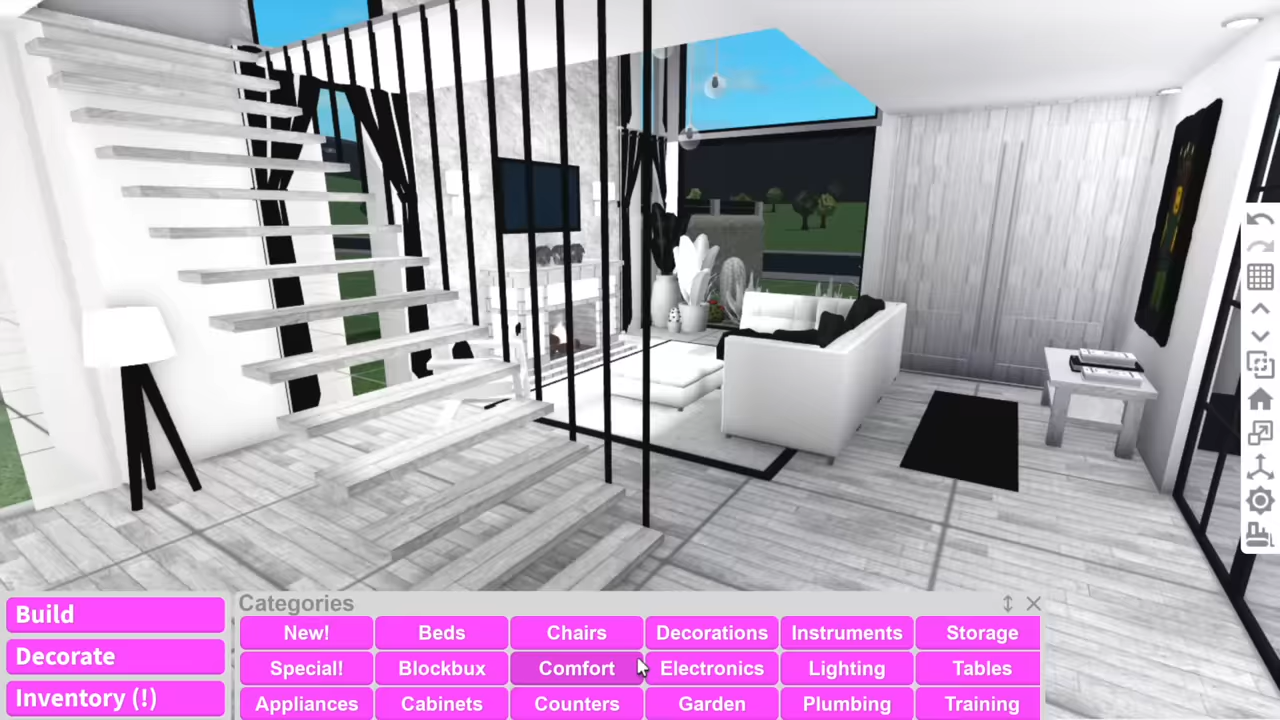 Build
Decorate
Inventory (!)
Categories
New! Beds Chairs Decorations Instruments Storage
Special! Blockbux Comfort Electronics Lighting Tables
Appliances Cabinets Counters Garden Plumbing Training